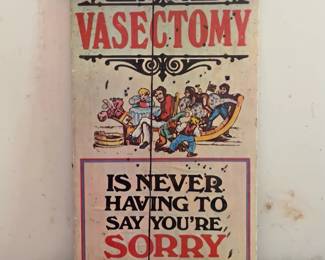 VASECTOMY
IS NEVER
HAVING TO
SAY YOU'RE
SORRY